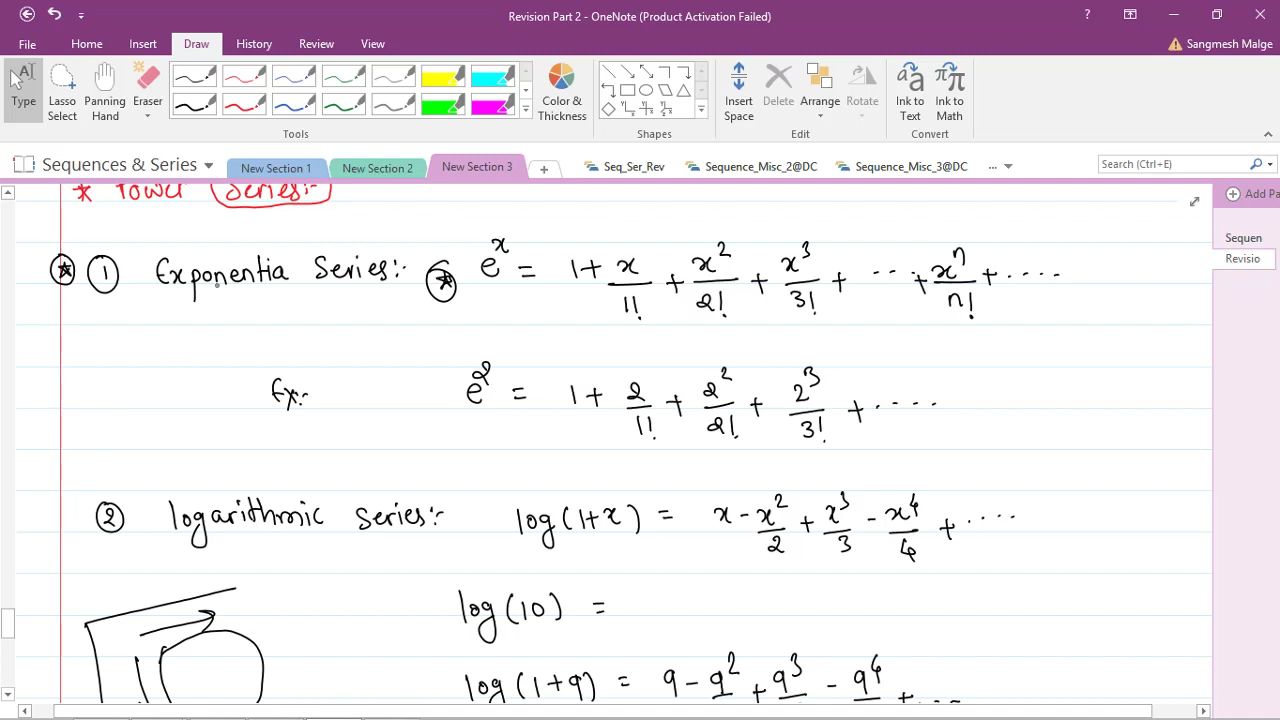 Revision Part 2 - OneNote (Product Activation Failed)
File Home Insert Draw History Review View Sangmesh Malge
Type Lasso Select Panning Hand Eraser Color & Thickness Insert Space Delete Arrange Rotate Ink to Text Ink to Math
Tools Shapes Edit Convert
Sequences & Series New Section 1 New Section 2 New Section 3 Seq_Ser_Rev Sequence_Misc_2@DC Sequence_Misc_3@DC ... Search (Ctrl+E)
Add Pa
Sequen
Revisio
* Power Series:-
* ① Exponentia Series:- * e^x = 1 + x/1! + x^2/2! + x^3/3! + ..... + x^n/n! + ....
Ex:- e^2 = 1 + 2/1! + 2^2/2! + 2^3/3! + .....
② logarithmic Series:- log(1+x) = x - x^2/2 + x^3/3 - x^4/4 + .....
log(10) =
log(1+9) = 9 - 9^2 + 9^3 - 9^4 + ....